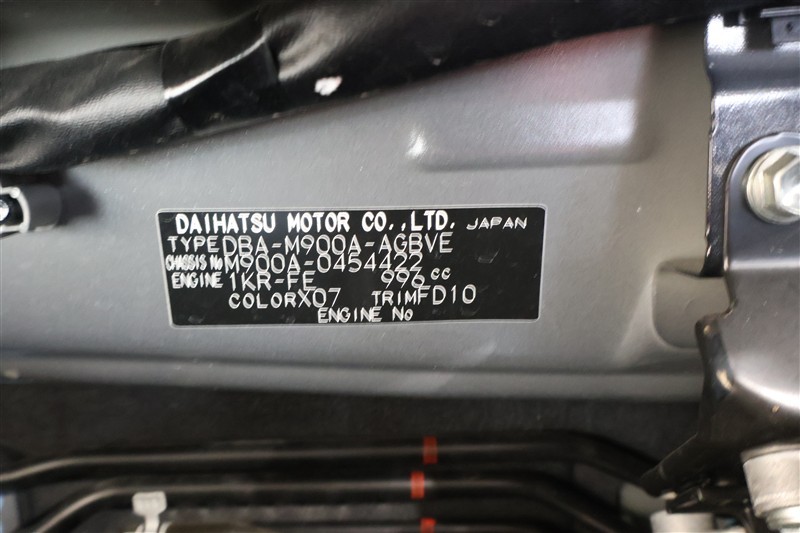 DAIHATSU MOTOR CO.,LTD. JAPAN
TYPE DBA-M900A-AGBVE
CHASSIS No M900A-0454422
ENGINE 1KR-FE 996 cc
COLOR X07 TRIM FD10
ENGINE No